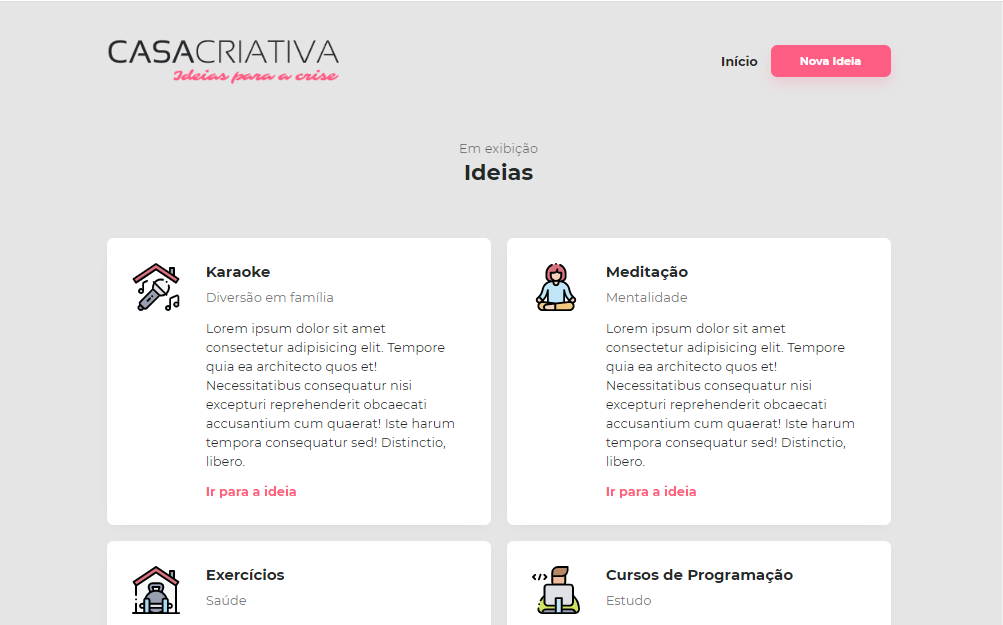 CASACRIATIVA
Ideias para a crise
Início
Nova Ideia
Em exibição
Ideias
Karaoke
Diversão em família
Lorem ipsum dolor sit amet
consectetur adipisicing elit. Tempore
quia ea architecto quos et!
Necessitatibus consequatur nisi
excepturi reprehenderit obcaecati
accusantium cum quaerat! Iste harum
tempora consequatur sed! Distinctio,
libero.
Ir para a ideia
Meditação
Mentalidade
Lorem ipsum dolor sit amet
consectetur adipisicing elit. Tempore
quia ea architecto quos et!
Necessitatibus consequatur nisi
excepturi reprehenderit obcaecati
accusantium cum quaerat! Iste harum
tempora consequatur sed! Distinctio,
libero.
Ir para a ideia
Exercícios
Saúde
Cursos de Programação
Estudo